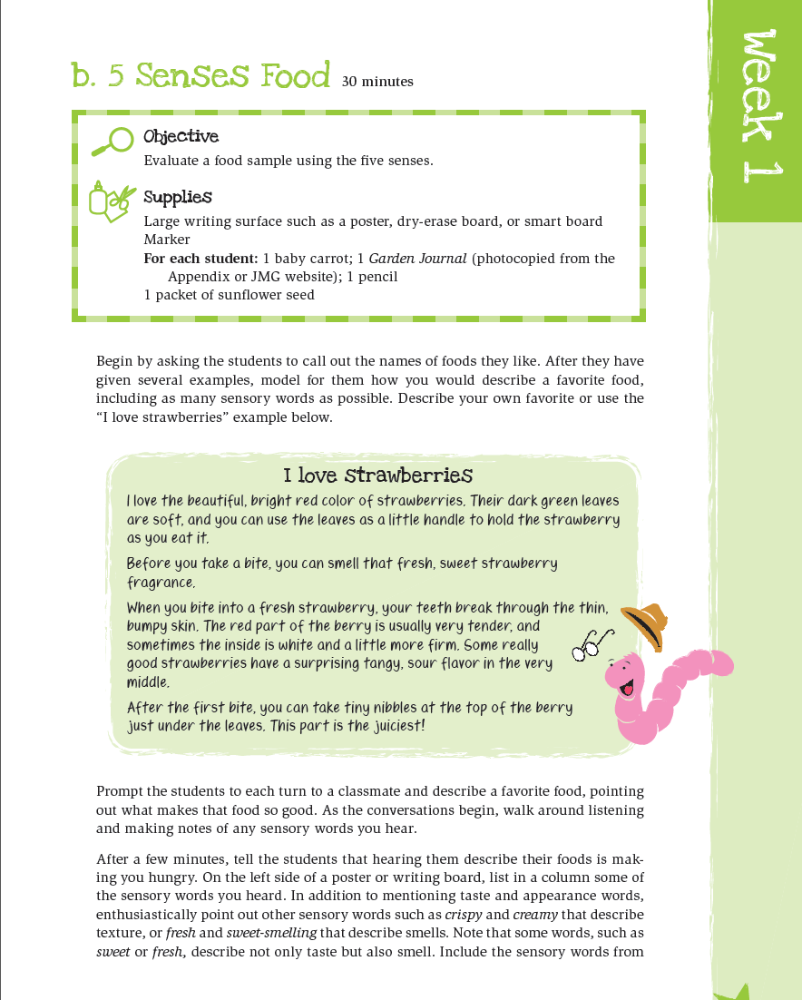 b. 5 Senses Food 30 minutes
Week 1
Objective
Evaluate a food sample using the five senses.
Supplies
Large writing surface such as a poster, dry-erase board, or smart board
Marker
For each student: 1 baby carrot; 1 Garden Journal (photocopied from the
Appendix or JMG website); 1 pencil
1 packet of sunflower seed
Begin by asking the students to call out the names of foods they like. After they have
given several examples, model for them how you would describe a favorite food,
including as many sensory words as possible. Describe your own favorite or use the
“I love strawberries” example below.
I love strawberries
I love the beautiful, bright red color of strawberries. Their dark green leaves
are soft, and you can use the leaves as a little handle to hold the strawberry
as you eat it.
Before you take a bite, you can smell that fresh, sweet strawberry
fragrance.
When you bite into a fresh strawberry, your teeth break through the thin,
bumpy skin. The red part of the berry is usually very tender, and
sometimes the inside is white and a little more firm. Some really
good strawberries have a surprising tangy, sour flavor in the very
middle.
After the first bite, you can take tiny nibbles at the top of the berry
just under the leaves. This part is the juiciest!
Prompt the students to each turn to a classmate and describe a favorite food, pointing
out what makes that food so good. As the conversations begin, walk around listening
and making notes of any sensory words you hear.
After a few minutes, tell the students that hearing them describe their foods is mak-
ing you hungry. On the left side of a poster or writing board, list in a column some of
the sensory words you heard. In addition to mentioning taste and appearance words,
enthusiastically point out other sensory words such as crispy and creamy that describe
texture, or fresh and sweet-smelling that describe smells. Note that some words, such as
sweet or fresh, describe not only taste but also smell. Include the sensory words from